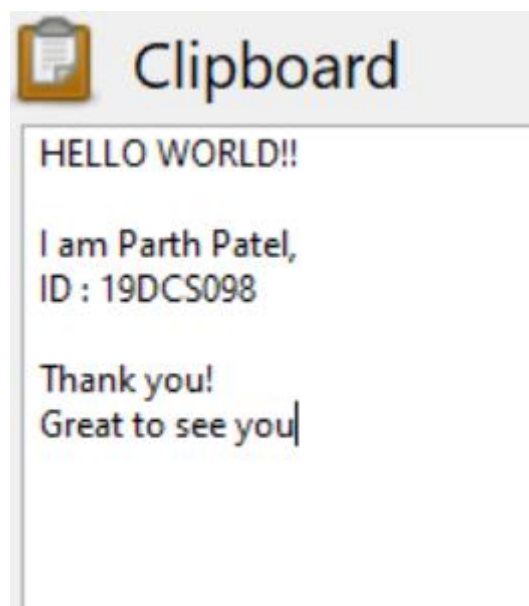 Clipboard
HELLO WORLD!!
I am Parth Patel,
ID : 19DCS098
Thank you!
Great to see you